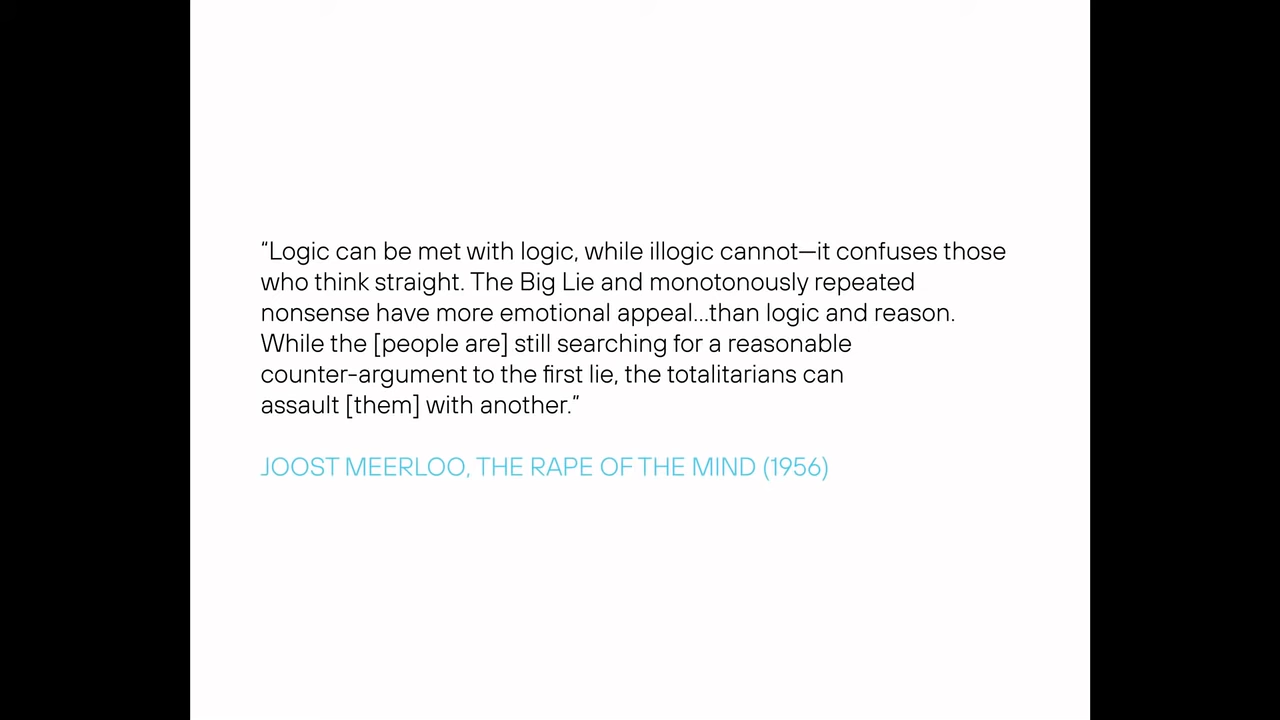 “Logic can be met with logic, while illogic cannot—it confuses those
who think straight. The Big Lie and monotonously repeated
nonsense have more emotional appeal...than logic and reason.
While the [people are] still searching for a reasonable
counter-argument to the first lie, the totalitarians can
assault [them] with another.”
JOOST MEERLOO, THE RAPE OF THE MIND (1956)